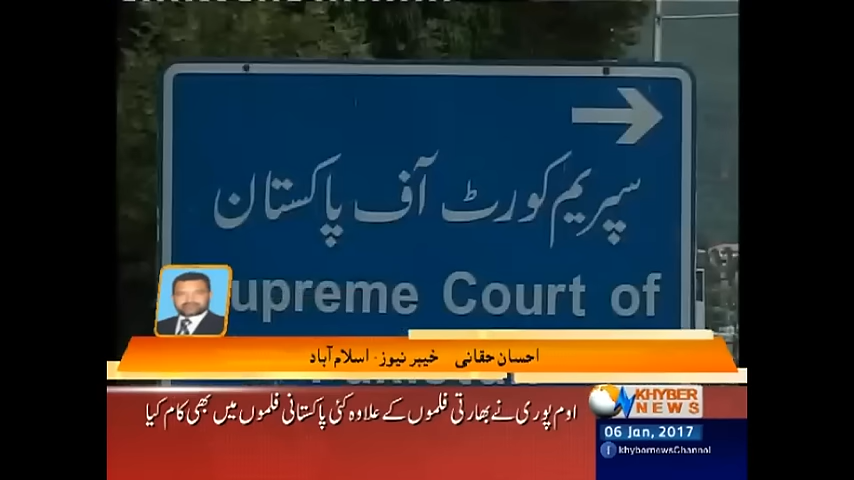 سپریم کورٹ آف پاکستان
Supreme Court of
احسان حقانی خیبر نیوز - اسلام آباد
اوم پوری نے بھارتی فلموں کے علاوہ کئی پاکستانی فلموں میں بھی کام کیا
KHYBER
NEWS
06 Jan, 2017
khybernewsChannel